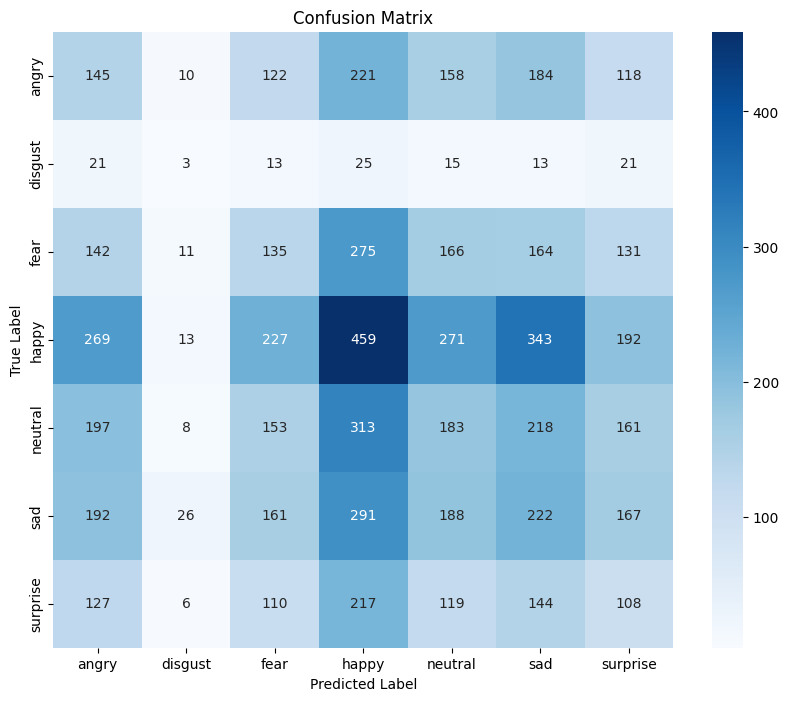 Confusion Matrix
angry 145 10 122 221 158 184 118
disgust 21 3 13 25 15 13 21
fear 142 11 135 275 166 164 131
happy 269 13 227 459 271 343 192
neutral 197 8 153 313 183 218 161
sad 192 26 161 291 188 222 167
surprise 127 6 110 217 119 144 108
angry disgust fear happy neutral sad surprise
Predicted Label
True Label
400
300
200
100